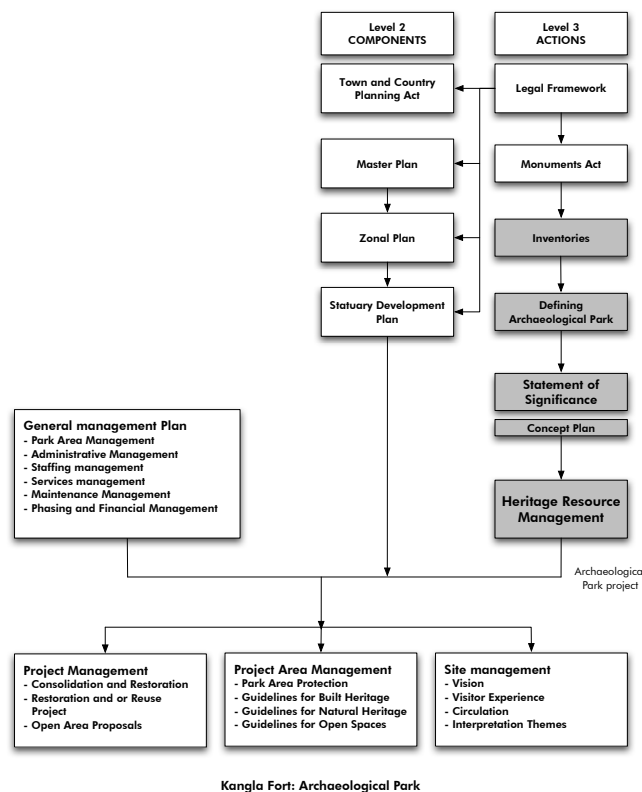 Level 2
COMPONENTS
Level 3
ACTIONS
Town and Country
Planning Act
Legal Framework
Master Plan
Monuments Act
Zonal Plan
Inventories
Statuary Development
Plan
Defining
Archaeological Park
Statement of
Significance
Concept Plan
General management Plan
- Park Area Management
- Administrative Management
- Staffing management
- Services management
- Maintenance Management
- Phasing and Financial Management
Heritage Resource
Management
Archaeological
Park project
Project Management
- Consolidation and Restoration
- Restoration and or Reuse
Project
- Open Area Proposals
Project Area Management
- Park Area Protection
- Guidelines for Built Heritage
- Guidelines for Natural Heritage
- Guidelines for Open Spaces
Site management
- Vision
- Visitor Experience
- Circulation
- Interpretation Themes
Kangla Fort: Archaeological Park